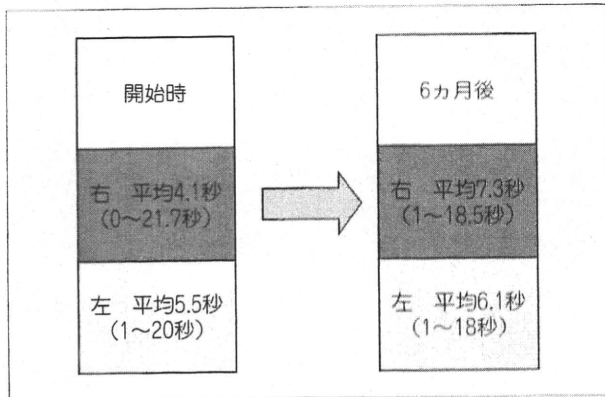 開始時
右 平均4.1秒
(0〜21.7秒)
左 平均5.5秒
(1〜20秒)
6ヵ月後
右 平均7.3秒
(1〜18.5秒)
左 平均6.1秒
(1〜18秒)